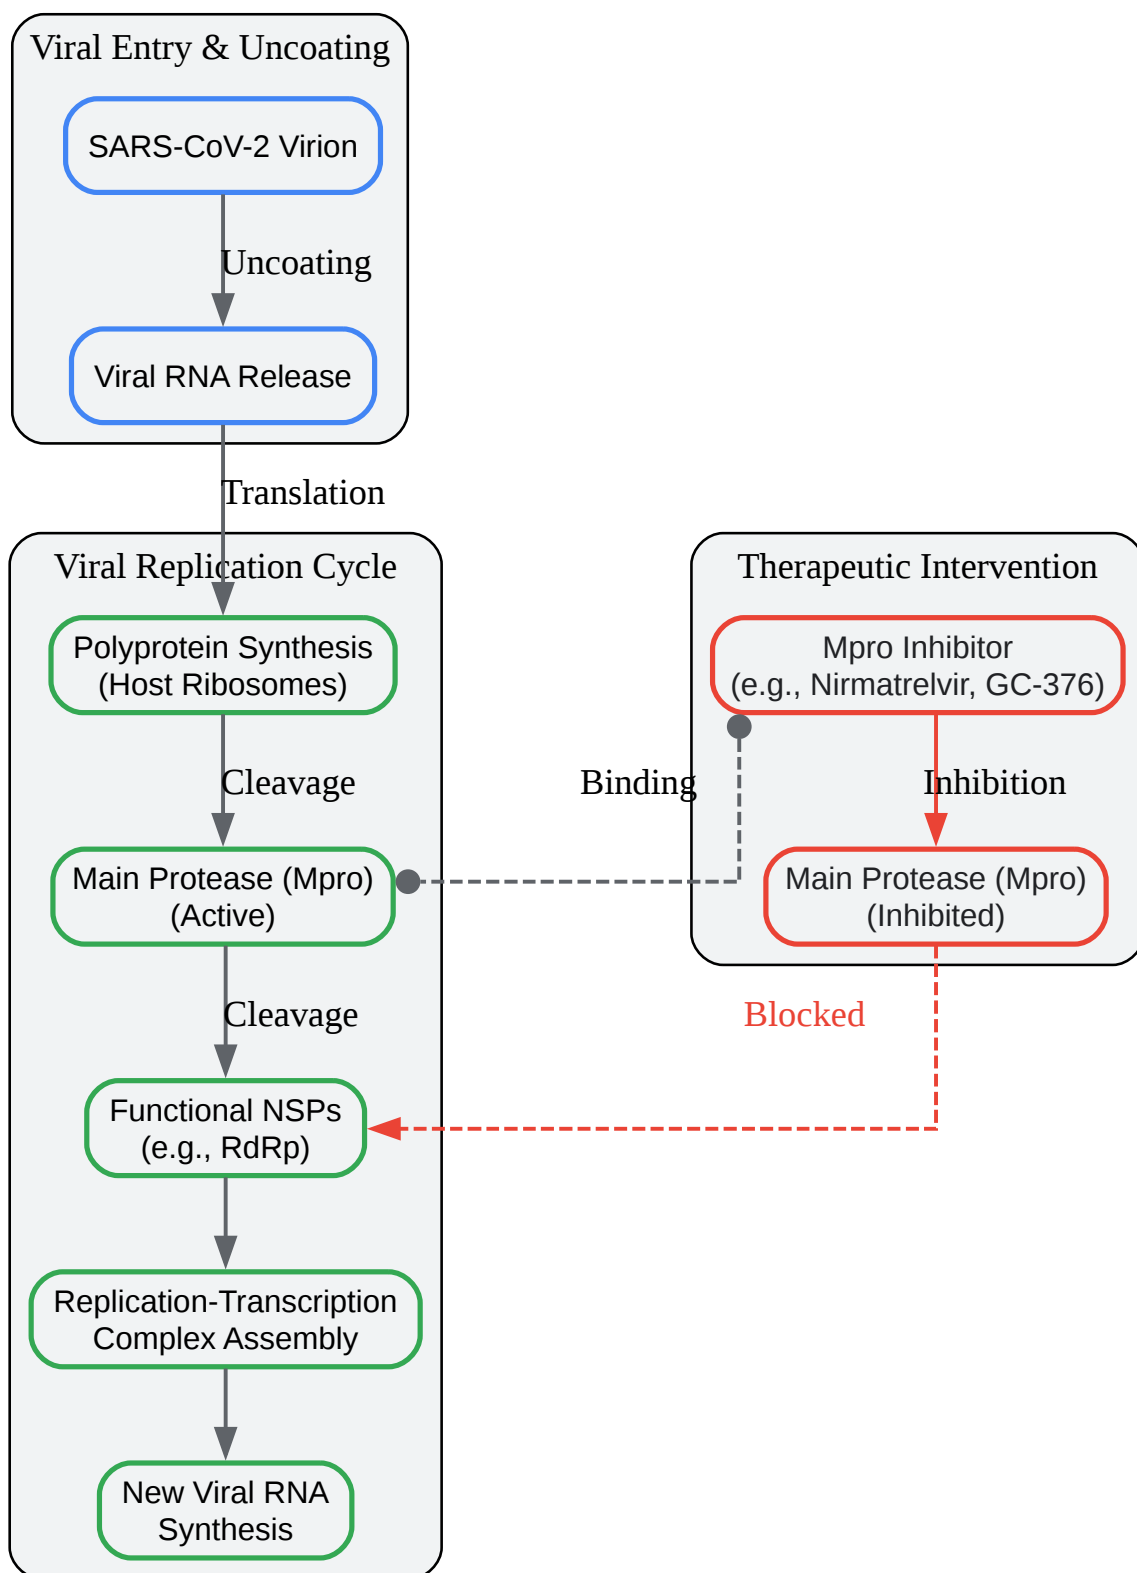 Viral Entry & Uncoating
SARS-CoV-2 Virion
Uncoating
Viral RNA Release
Translation
Viral Replication Cycle
Polyprotein Synthesis
(Host Ribosomes)
Cleavage
Main Protease (Mpro)
(Active)
Cleavage
Functional NSPs
(e.g., RdRp)
Replication-Transcription
Complex Assembly
New Viral RNA
Synthesis
Therapeutic Intervention
Mpro Inhibitor
(e.g., Nirmatrelvir, GC-376)
Binding
Inhibition
Main Protease (Mpro)
(Inhibited)
Blocked